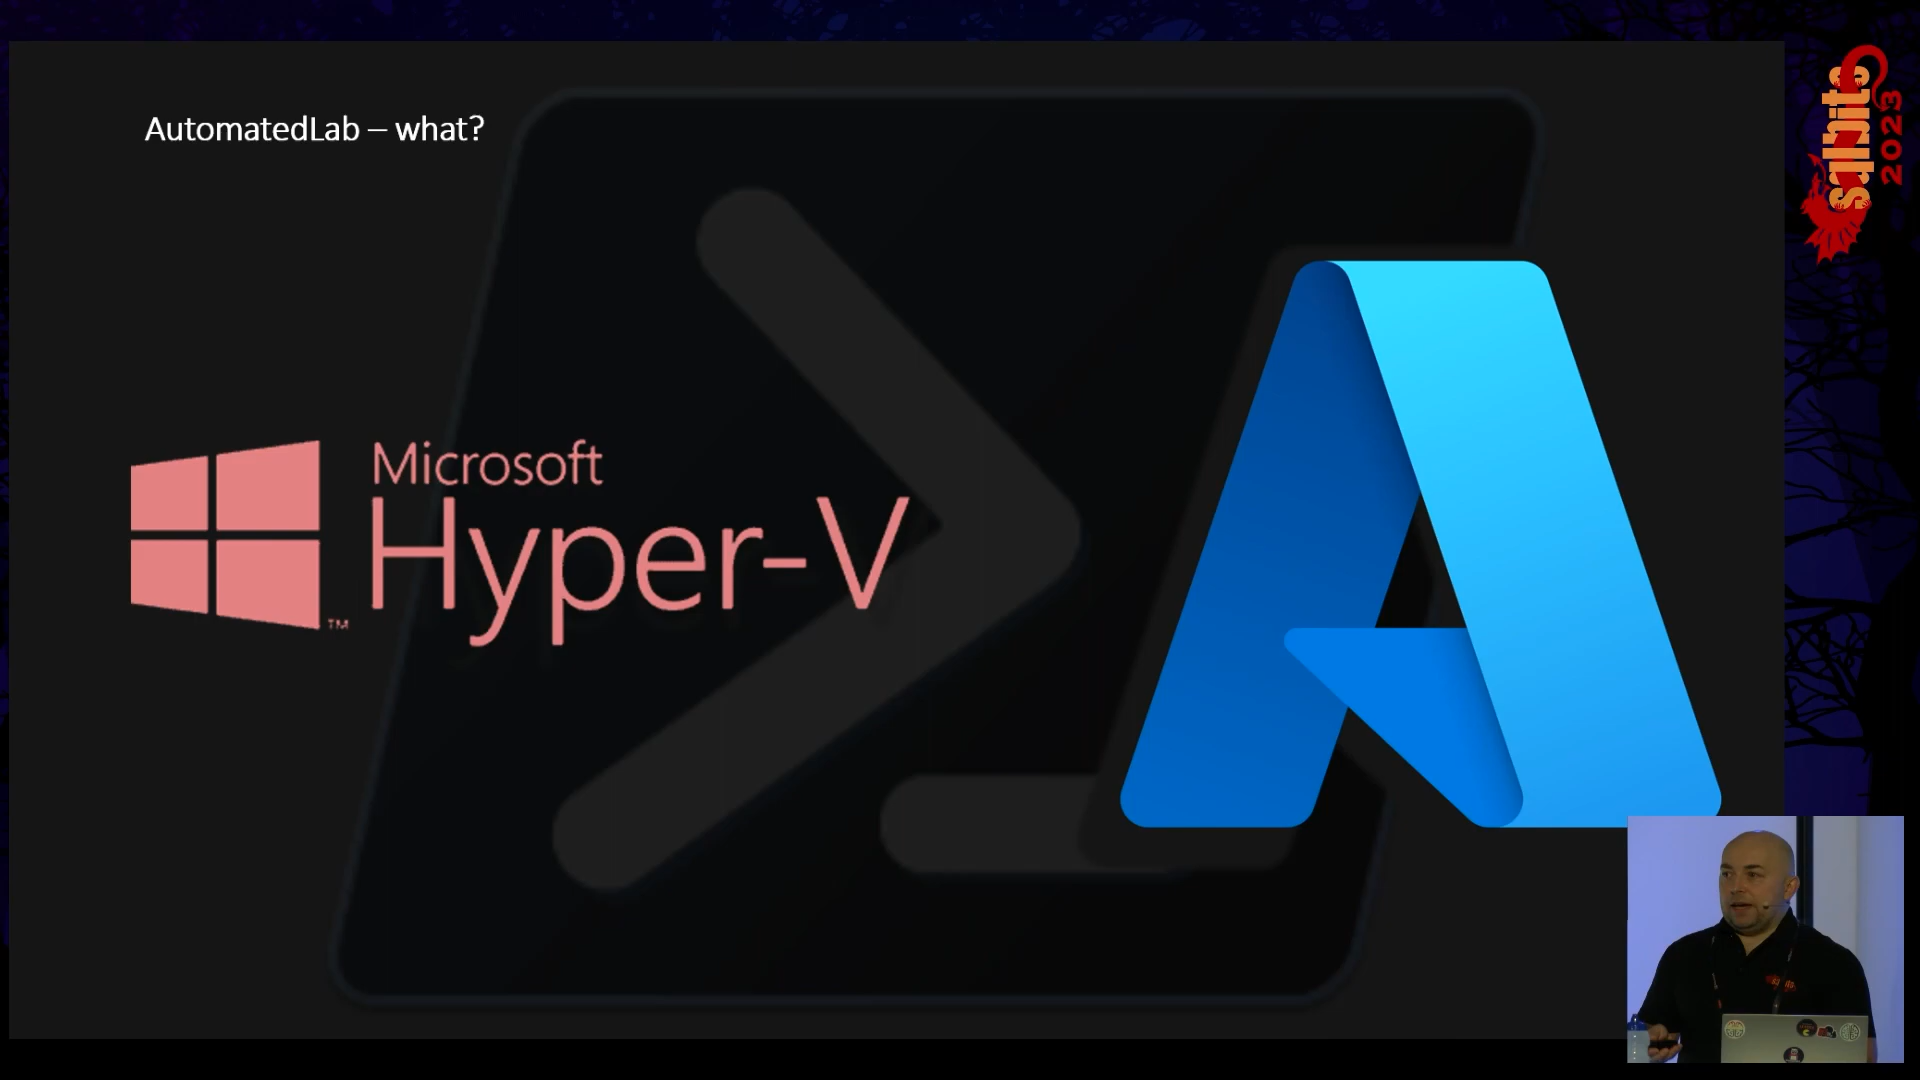 AutomatedLab – what?
Microsoft
Hyper-V
TM
sqlbits
2023